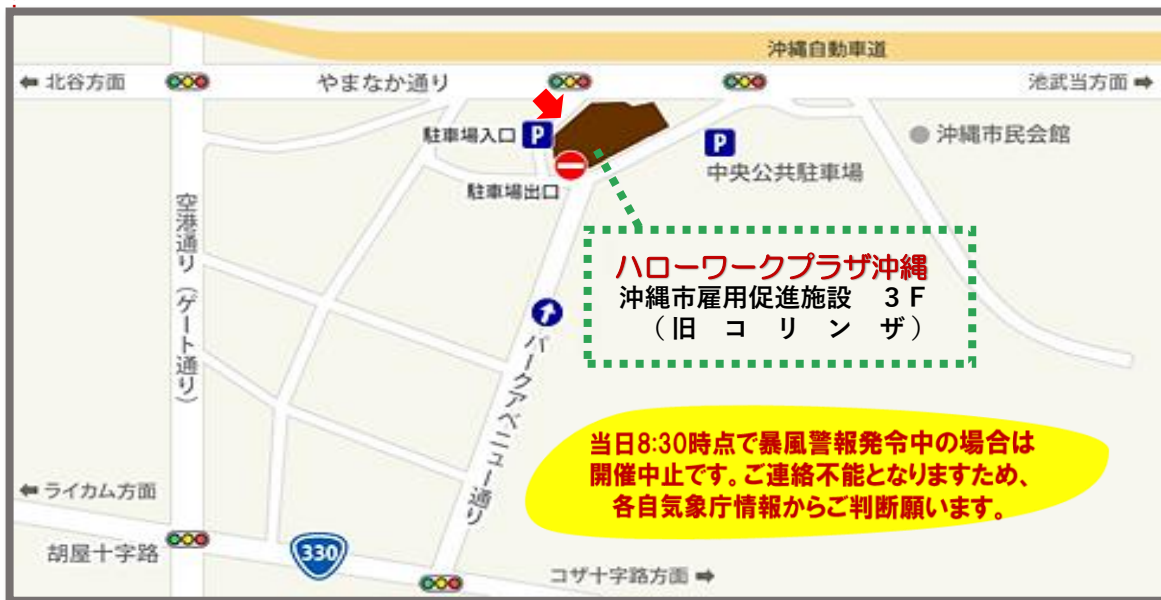 沖縄自動車道
⬅ 北谷方面
やまなか通り
池武当方面 ➡
駐車場入口 P
P
沖縄市民会館
中央公共駐車場
駐車場出口
空港通り（ゲート通り）
ハローワークプラザ沖縄
沖縄市雇用促進施設　３Ｆ
（旧　コ　リ　ン　ザ）
パークアベニュー通り
当日8:30時点で暴風警報発令中の場合は
開催中止です。ご連絡不能となりますため、
各自気象庁情報からご判断願います。
⬅ ライカム方面
胡屋十字路
330
コザ十字路方面 ➡